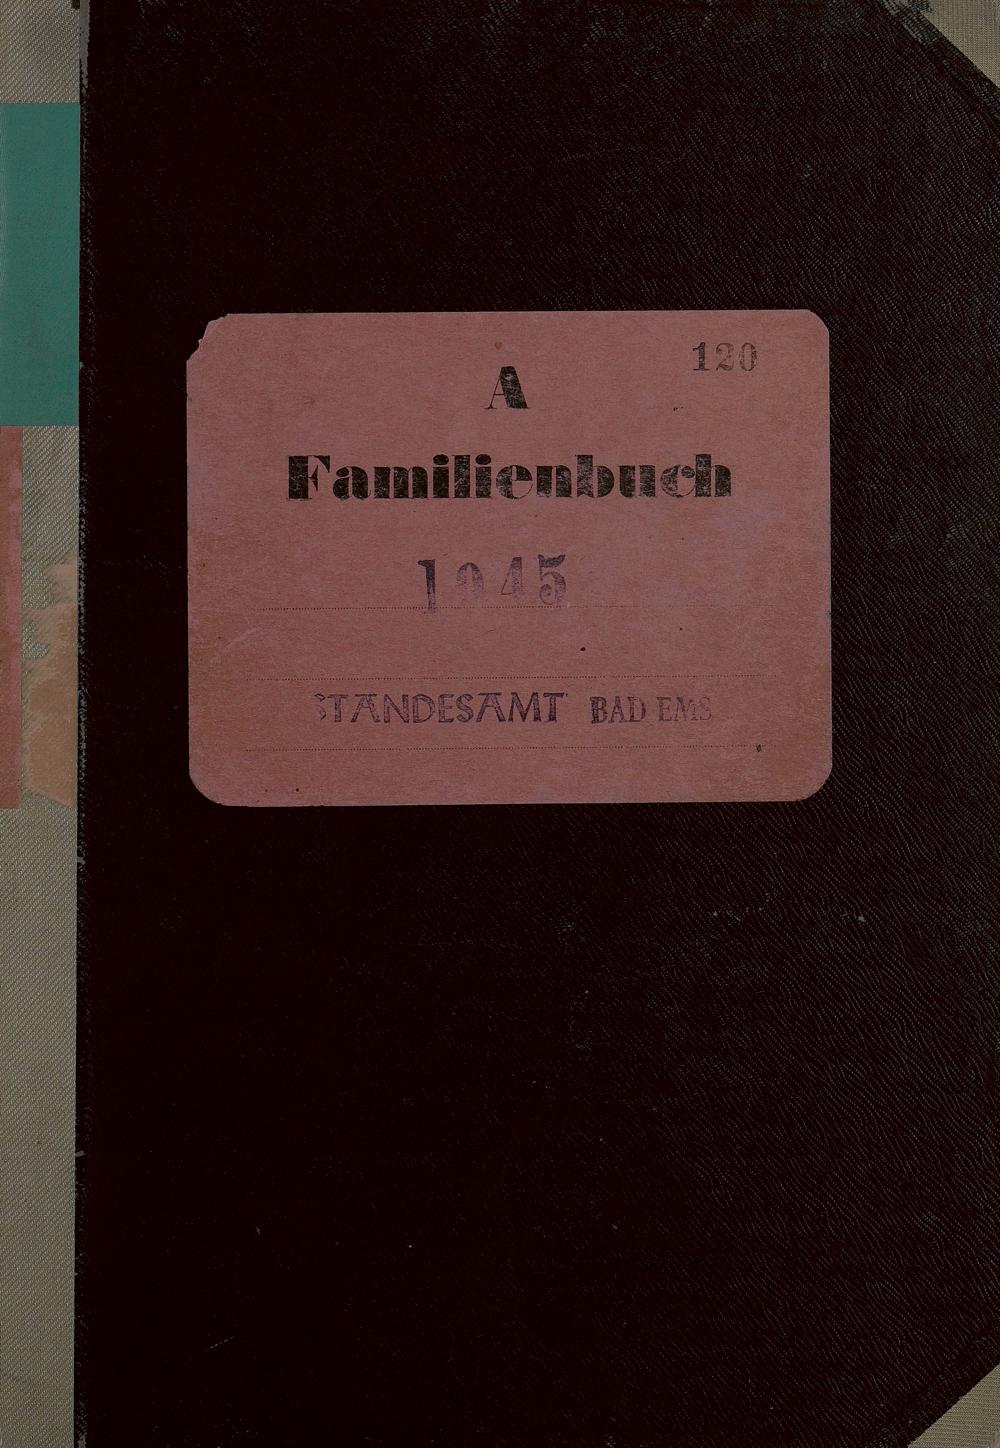 120
A
Familienbuch
1945
STANDESAMT BAD EMS